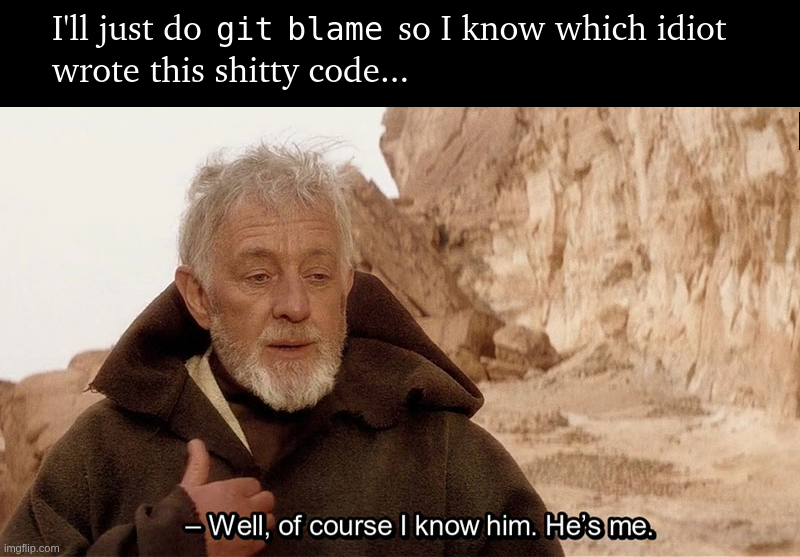 I'll just do git blame so I know which idiot
wrote this shitty code...
– Well, of course I know him. He’s me.
imgflip.com